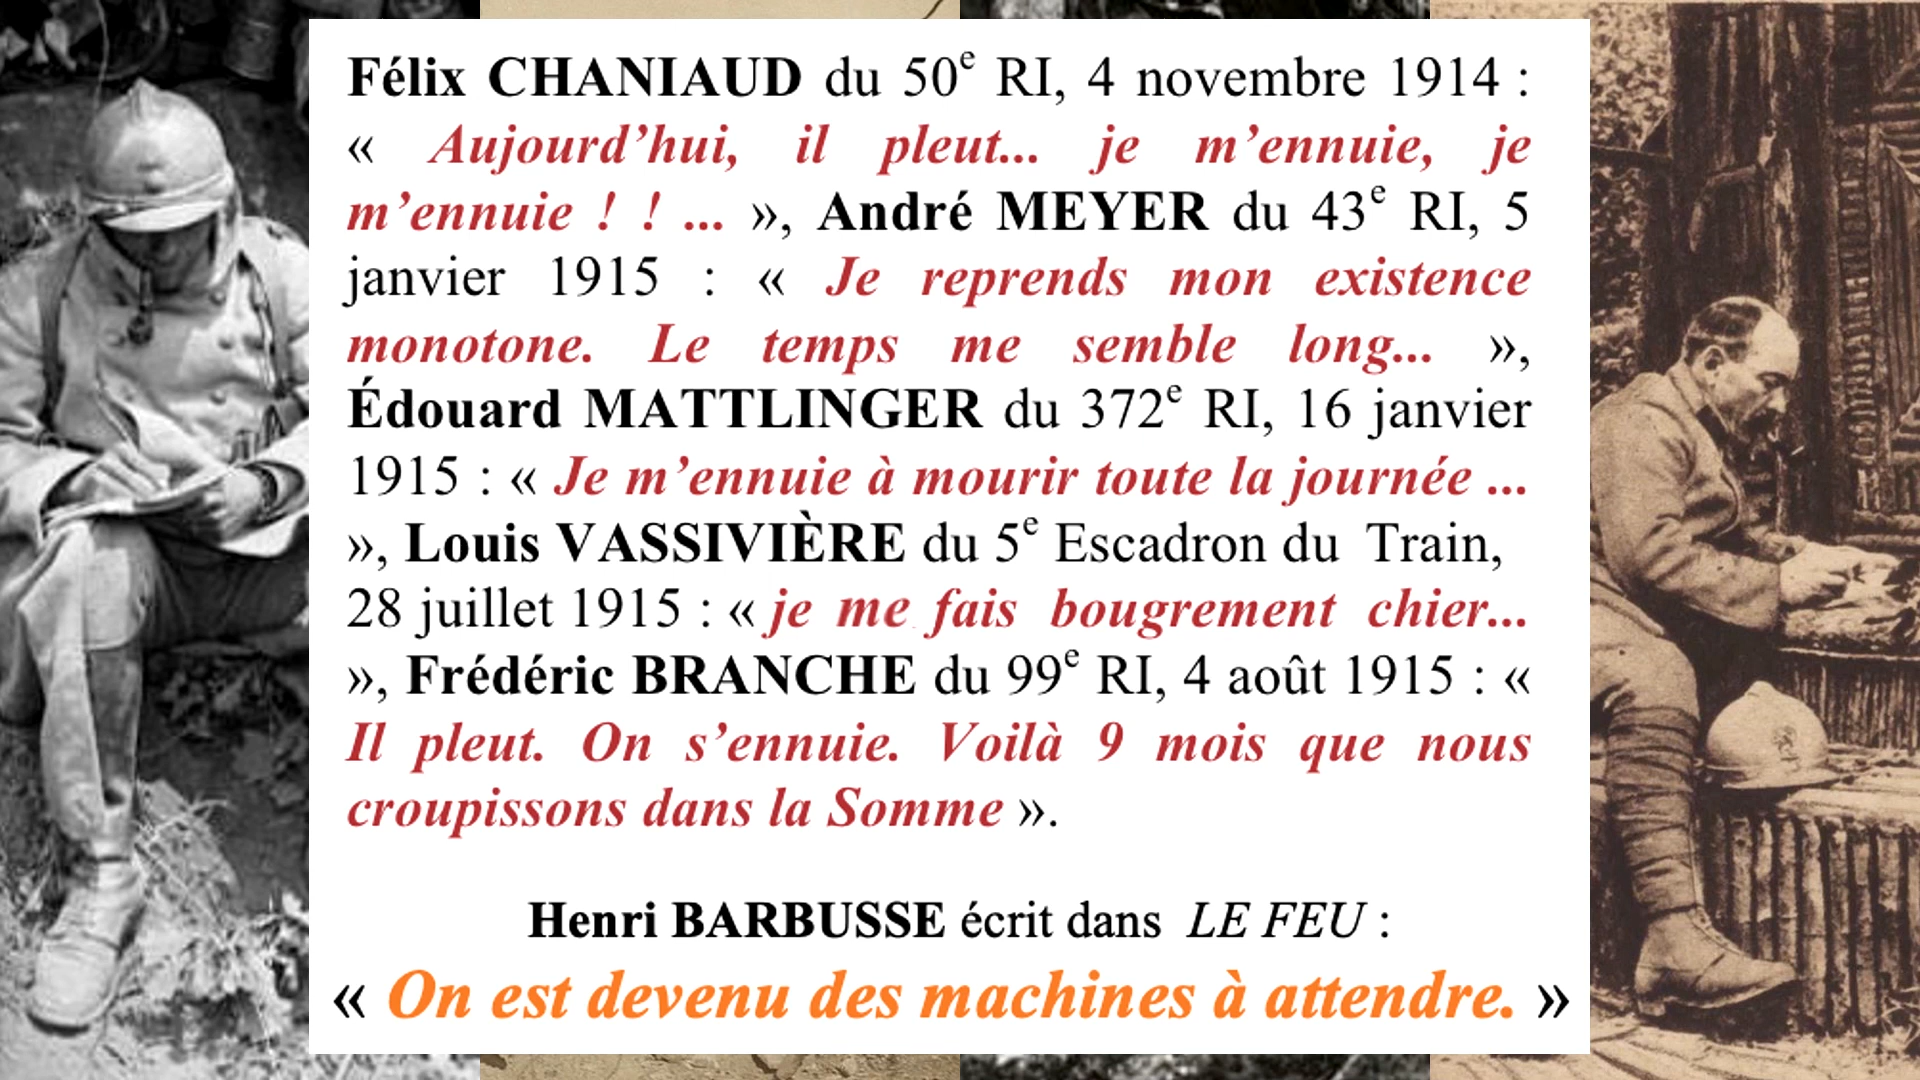 Félix CHANIAUD du 50e RI, 4 novembre 1914 :
« Aujourd’hui, il pleut... je m’ennuie, je
m’ennuie ! ! ... », André MEYER du 43e RI, 5
janvier 1915 : « Je reprends mon existence
monotone. Le temps me semble long... »,
Édouard MATTLINGER du 372e RI, 16 janvier
1915 : « Je m’ennuie à mourir toute la journée ...
», Louis VASSIVIÈRE du 5e Escadron du Train,
28 juillet 1915 : « je me fais bougrement chier...
», Frédéric BRANCHE du 99e RI, 4 août 1915 : «
Il pleut. On s’ennuie. Voilà 9 mois que nous
croupissons dans la Somme ».
Henri BARBUSSE écrit dans LE FEU :
« On est devenu des machines à attendre. »